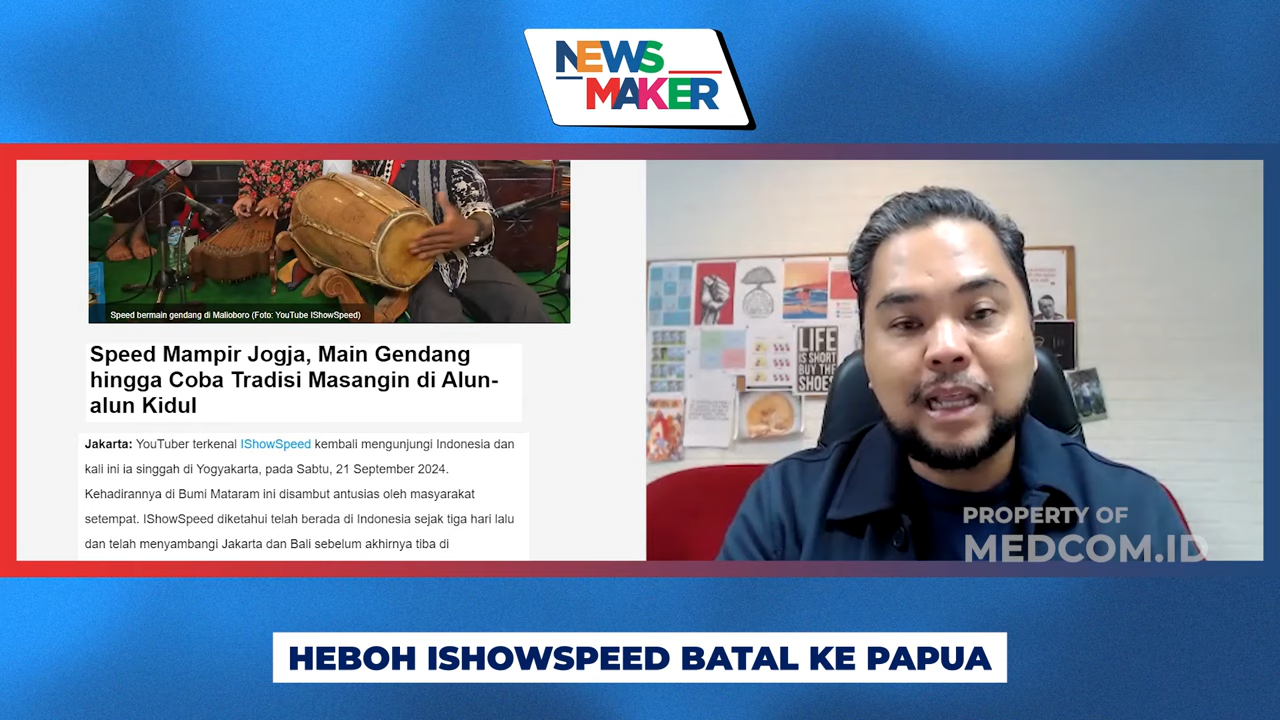 NEWS
MAKER
Speed bermain gendang di Malioboro (Foto: YouTube IShowSpeed)
Speed Mampir Jogja, Main Gendang
hingga Coba Tradisi Masangin di Alun-
alun Kidul
Jakarta: YouTuber terkenal IShowSpeed kembali mengunjungi Indonesia dan
kali ini ia singgah di Yogyakarta, pada Sabtu, 21 September 2024.
Kehadirannya di Bumi Mataram ini disambut antusias oleh masyarakat
setempat. IShowSpeed diketahui telah berada di Indonesia sejak tiga hari lalu
dan telah menyambangi Jakarta dan Bali sebelum akhirnya tiba di
LIFE
IS SHORT
BUY THE
SHOES
PROPERTY OF
MEDCOM.ID
HEBOH ISHOWSPEED BATAL KE PAPUA